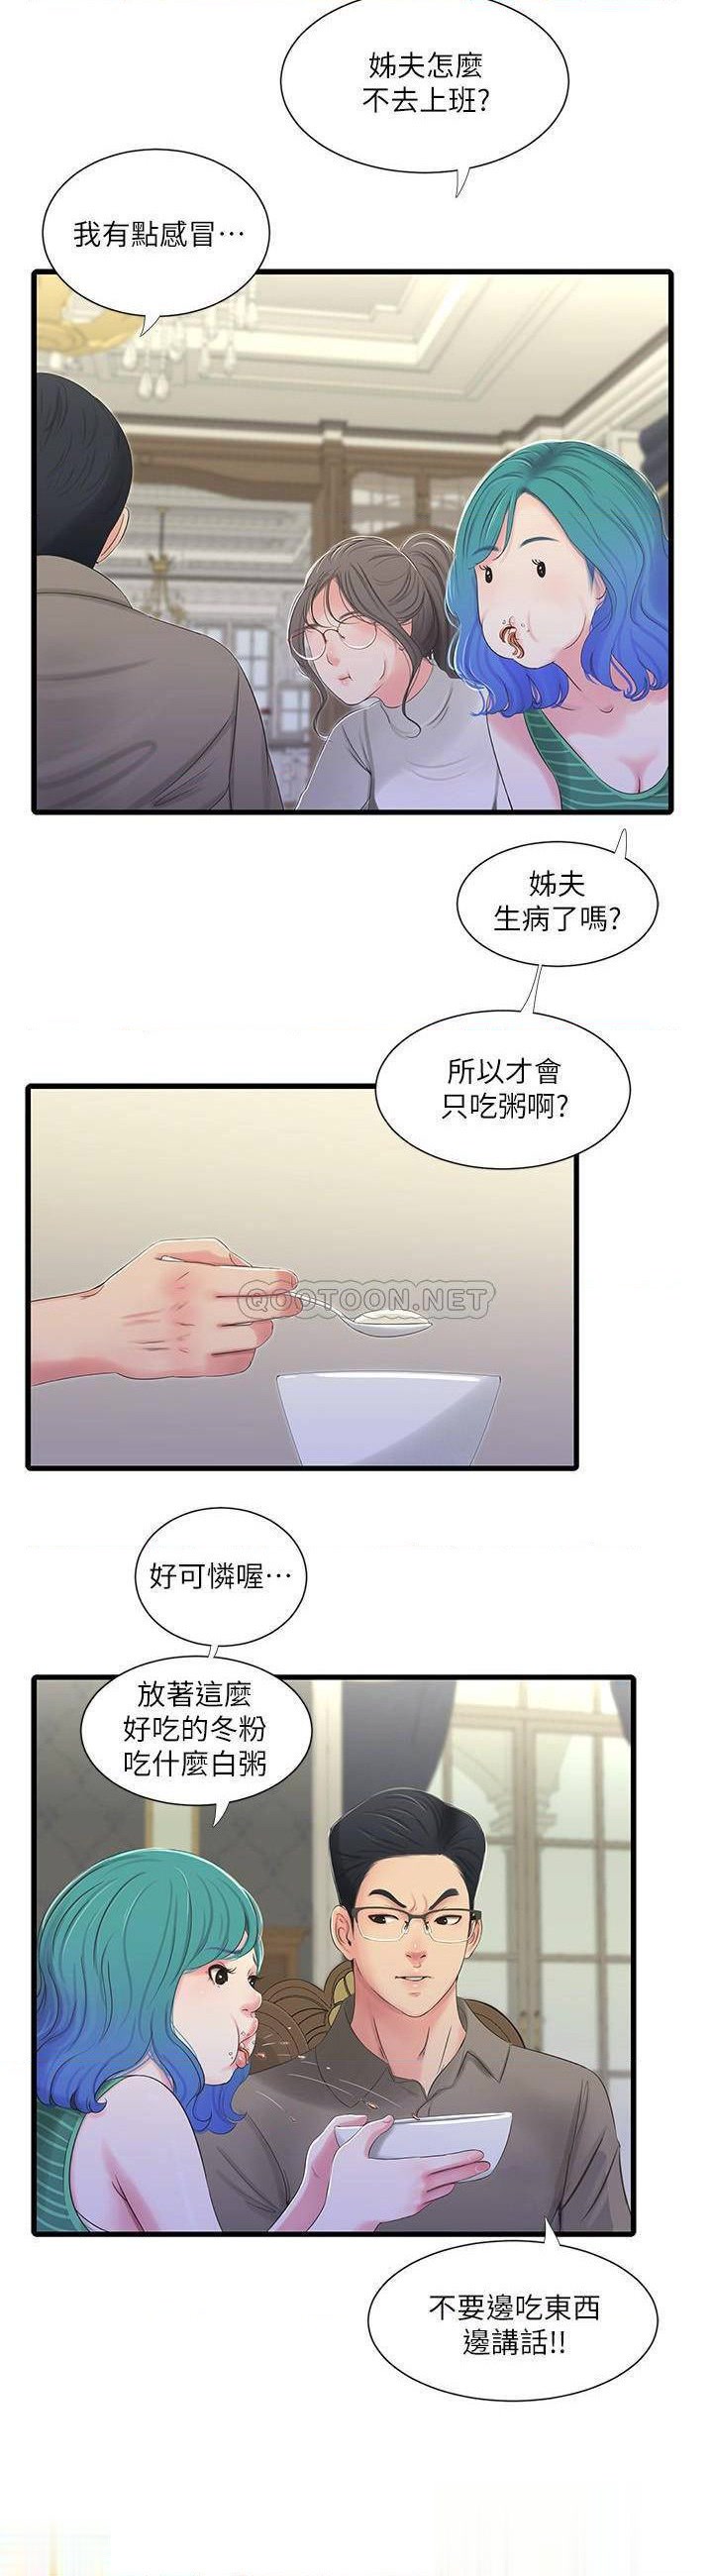 姊夫怎麼
不去上班?
我有點感冒…
姊夫
生病了嗎?
所以才會
只吃粥啊?
QOOTOON.NET
好可憐喔…
放著這麼
好吃的冬粉
吃什麼白粥
不要邊吃東西
邊講話!!